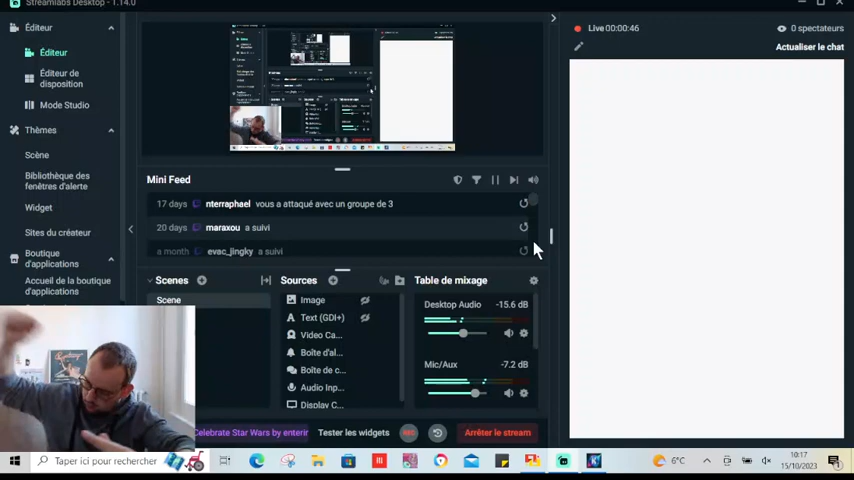 Streamlabs Desktop - 1.14.0
Éditeur
Éditeur
Éditeur de
disposition
Mode Studio
Thèmes
Scène
Bibliothèque des
fenêtres d'alerte
Widget
Sites du créateur
Boutique
d'applications
Accueil de la boutique
d'applications
Mini Feed
17 days nterraphael vous a attaqué avec un groupe de 3
20 days maraxou a suivi
a month evac_jingky a suivi
Scenes
Scene
Sources
Image
Text (GDI+)
Video Ca...
Boîte d'al...
Boîte de c...
Audio Inp...
Display C...
Table de mixage
Desktop Audio -15.6 dB
Mic/Aux -7.2 dB
Celebrate Star Wars by enterin
Tester les widgets
REC
Arrêter le stream
Live 00:00:46
0 spectateurs
Actualiser le chat
Taper ici pour rechercher
6°C
10:17
15/10/2023